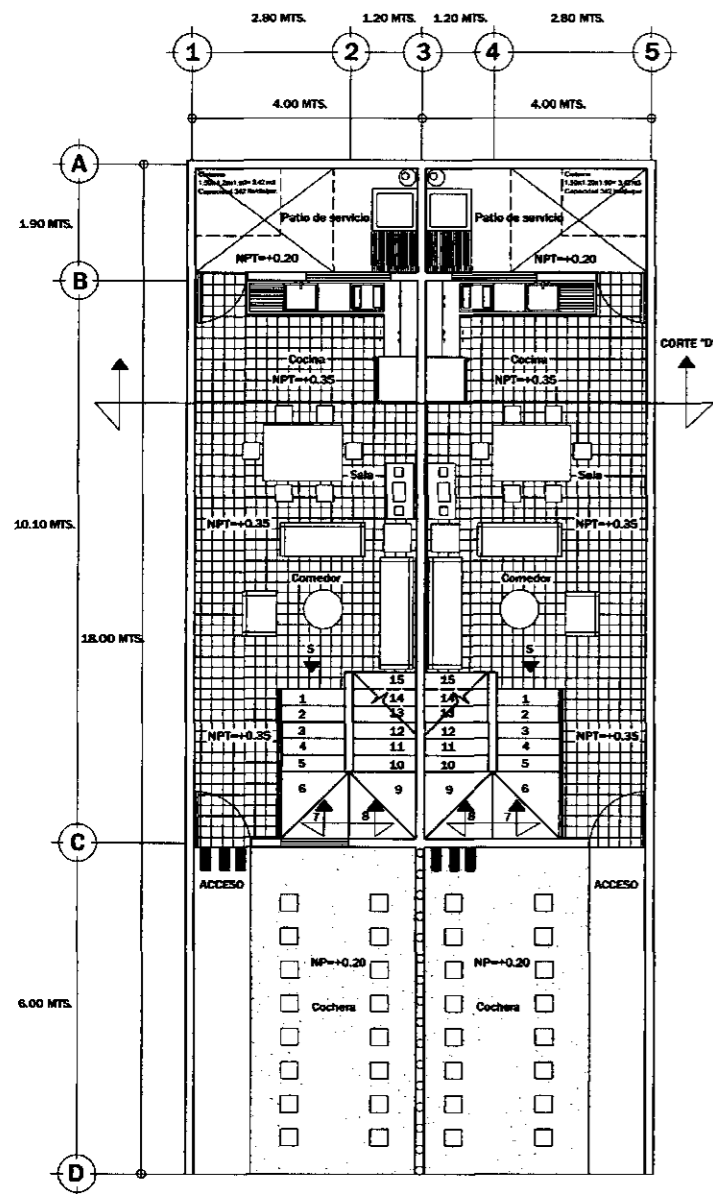 2.80 MTS. 1.20 MTS. 1.20 MTS. 2.80 MTS.
1 2 3 4 5
4.00 MTS. 4.00 MTS.
A
1.90 MTS.
Patio de servicio Patio de servicio
NPT=+0.20 NPT=+0.20
B
CORTE "D"
Cocina Cocina
NPT=+0.35 NPT=+0.35
Sala Sala
10.10 MTS.
NPT=+0.35 NPT=+0.35
Comedor Comedor
18.00 MTS.
S S
15 15
1 14 14 1
2 13 13 2
NPT=+0.35 3 12 12 3 NPT=+0.35
4 11 11 4
5 10 10 5
6 9 9 6
7 8 8 7
C
ACCESO ACCESO
NP=+0.20 NP=+0.20
6.00 MTS.
Cochera Cochera
D